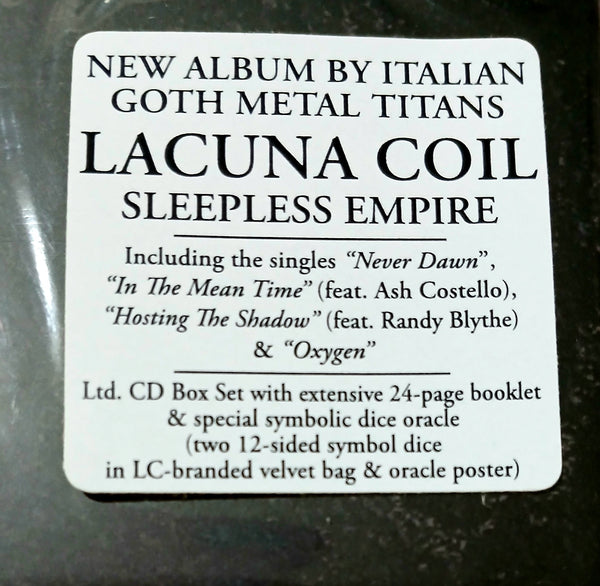 NEW ALBUM BY ITALIAN
GOTH METAL TITANS
LACUNA COIL
SLEEPLESS EMPIRE
Including the singles "Never Dawn",
"In The Mean Time" (feat. Ash Costello),
"Hosting The Shadow" (feat. Randy Blythe)
& "Oxygen"
Ltd. CD Box Set with extensive 24-page booklet
& special symbolic dice oracle
(two 12-sided symbol dice
in LC-branded velvet bag & oracle poster)